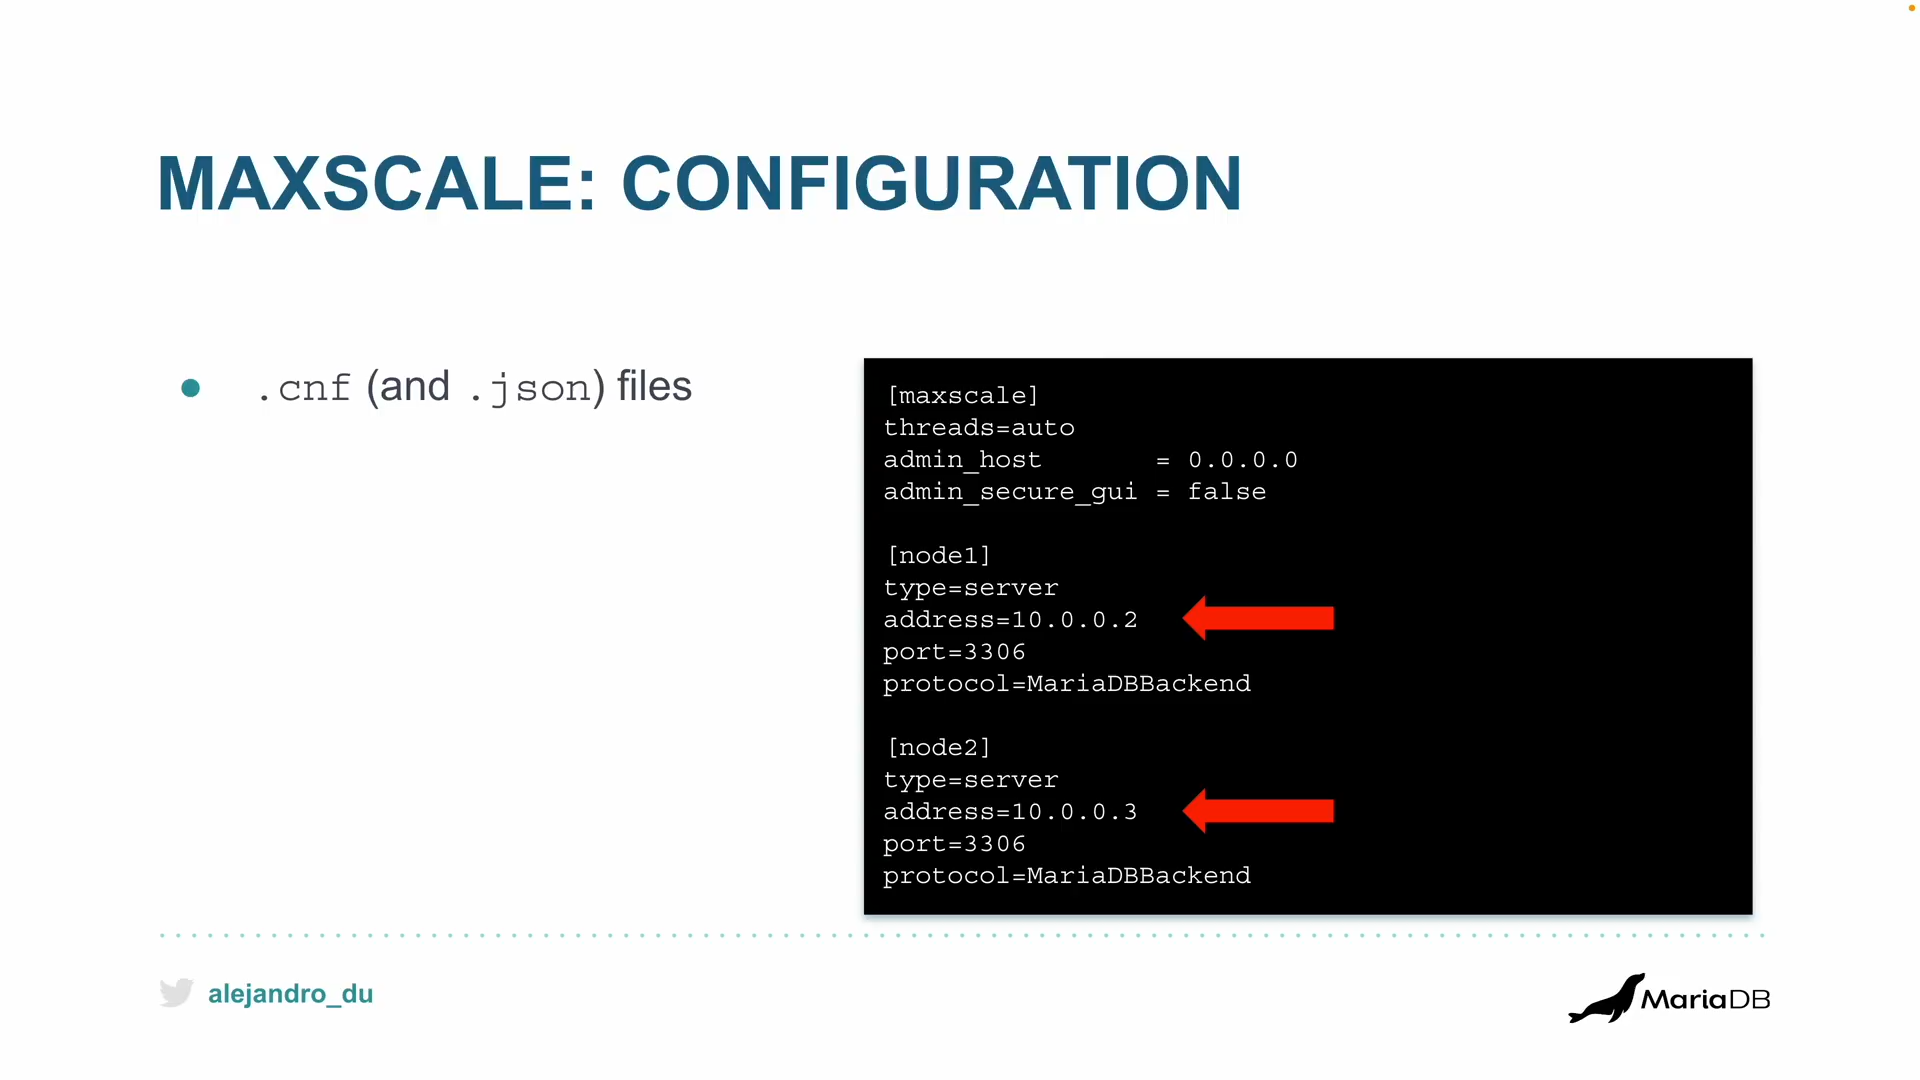 MAXSCALE: CONFIGURATION
.cnf (and .json) files
[maxscale]
threads=auto
admin_host       = 0.0.0.0
admin_secure_gui = false
[node1]
type=server
address=10.0.0.2
port=3306
protocol=MariaDBBackend
[node2]
type=server
address=10.0.0.3
port=3306
protocol=MariaDBBackend
alejandro_du
MariaDB